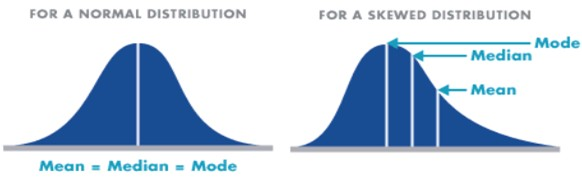 FOR A NORMAL DISTRIBUTION
Mean = Median = Mode
FOR A SKEWED DISTRIBUTION
Mode
Median
Mean